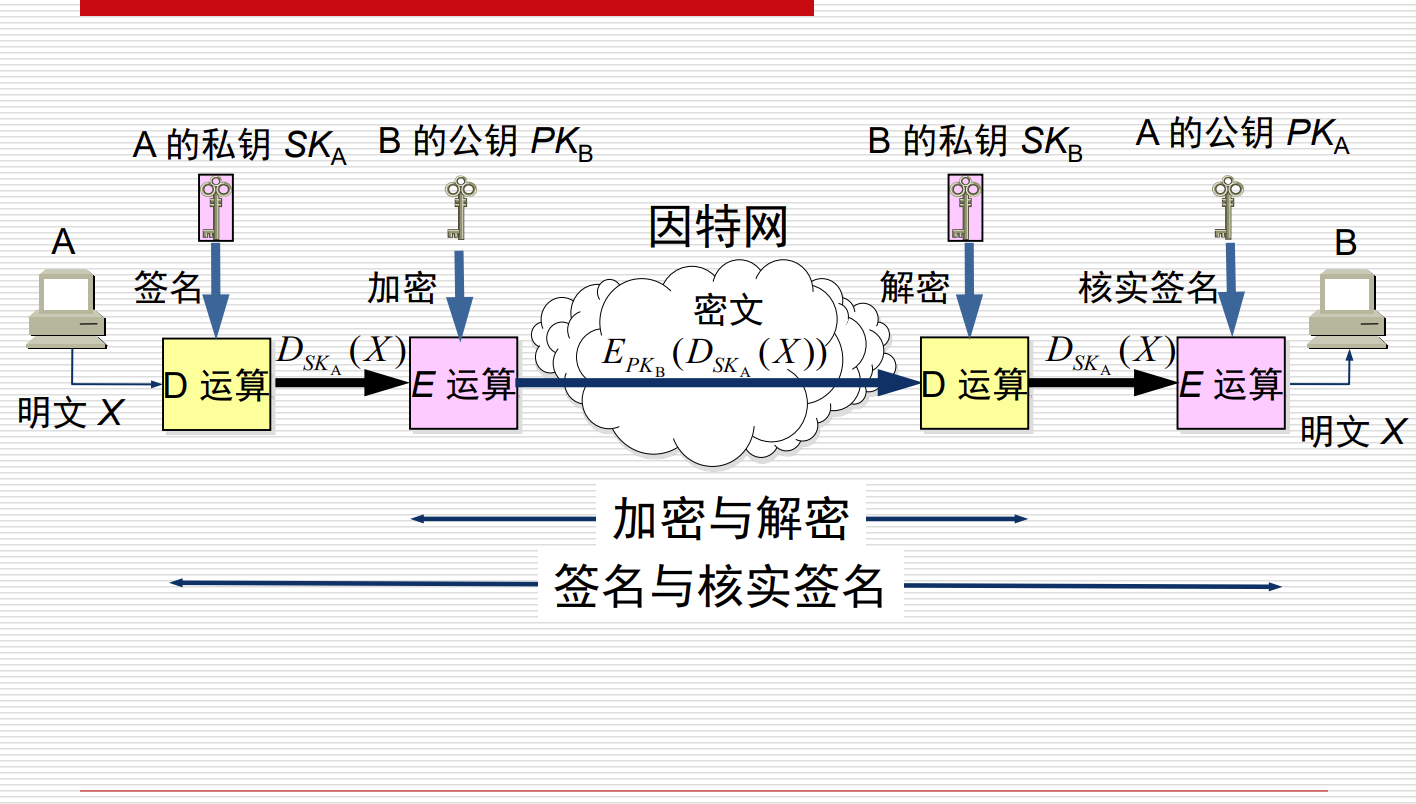 A 的私钥 SK_A
B 的公钥 PK_B
B 的私钥 SK_B
A 的公钥 PK_A
因特网
A
B
签名
加密
解密
核实签名
密文
E_{PK_B}(D_{SK_A}(X))
D_{SK_A}(X)
D_{SK_A}(X)
D 运算
E 运算
D 运算
E 运算
明文 X
明文 X
加密与解密
签名与核实签名